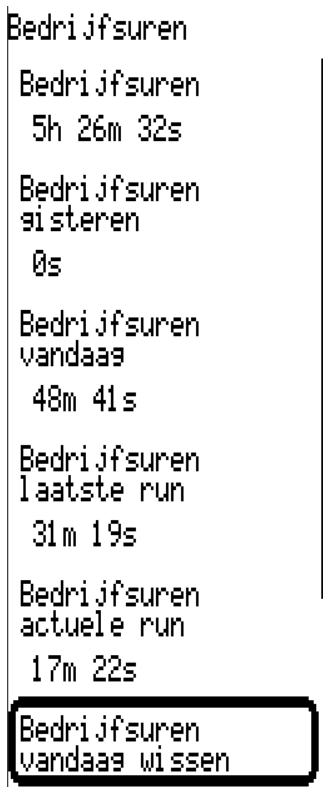 Bedrijfsuren
Bedrijfsuren
5h 26m 32s
Bedrijfsuren
gisteren
0s
Bedrijfsuren
vandaag
48m 41s
Bedrijfsuren
laatste run
31m 19s
Bedrijfsuren
actuele run
17m 22s
Bedrijfsuren
vandaag wissen